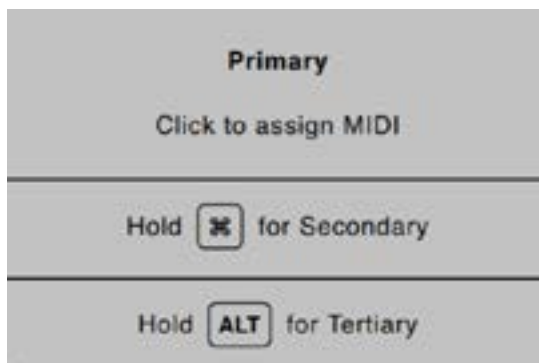 Primary
Click to assign MIDI
Hold ⌘ for Secondary
Hold ALT for Tertiary